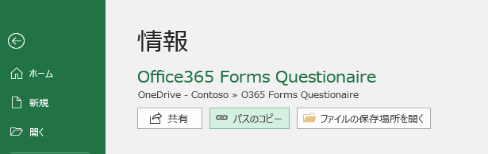 情報
Office365 Forms Questionaire
OneDrive - Contoso » O365 Forms Questionaire
共有 パスのコピー ファイルの保存場所を開く
ホーム
新規
開く